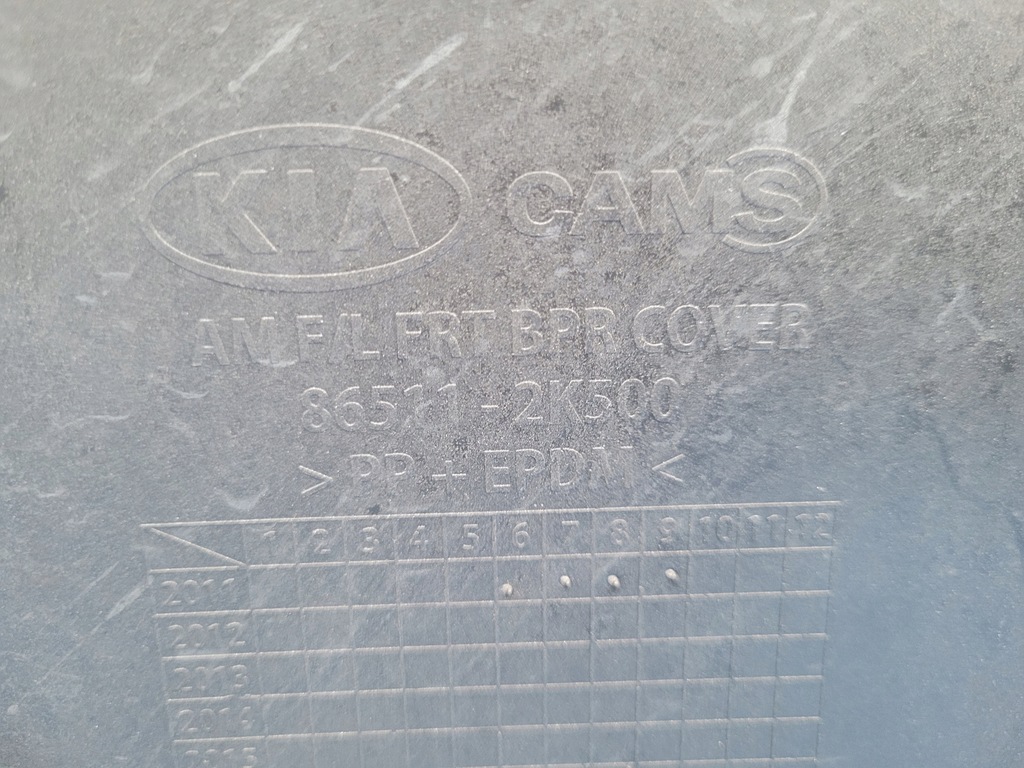 KIA CAMS
AM F/L FRT BPR COVER
86511-2K500
>PP+EPDM<
1 2 3 4 5 6 7 8 9 10 11 12
2011
2012
2013
2014
2015